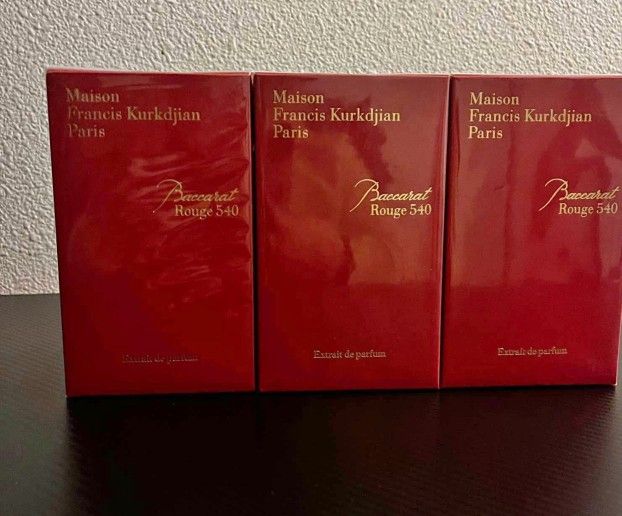 Maison
Francis Kurkdjian
Paris
Baccarat
Rouge 540
Extrait de parfum
Maison
Francis Kurkdjian
Paris
Baccarat
Rouge 540
Extrait de parfum
Maison
Francis Kurkdjian
Paris
Baccarat
Rouge 540
Extrait de parfum